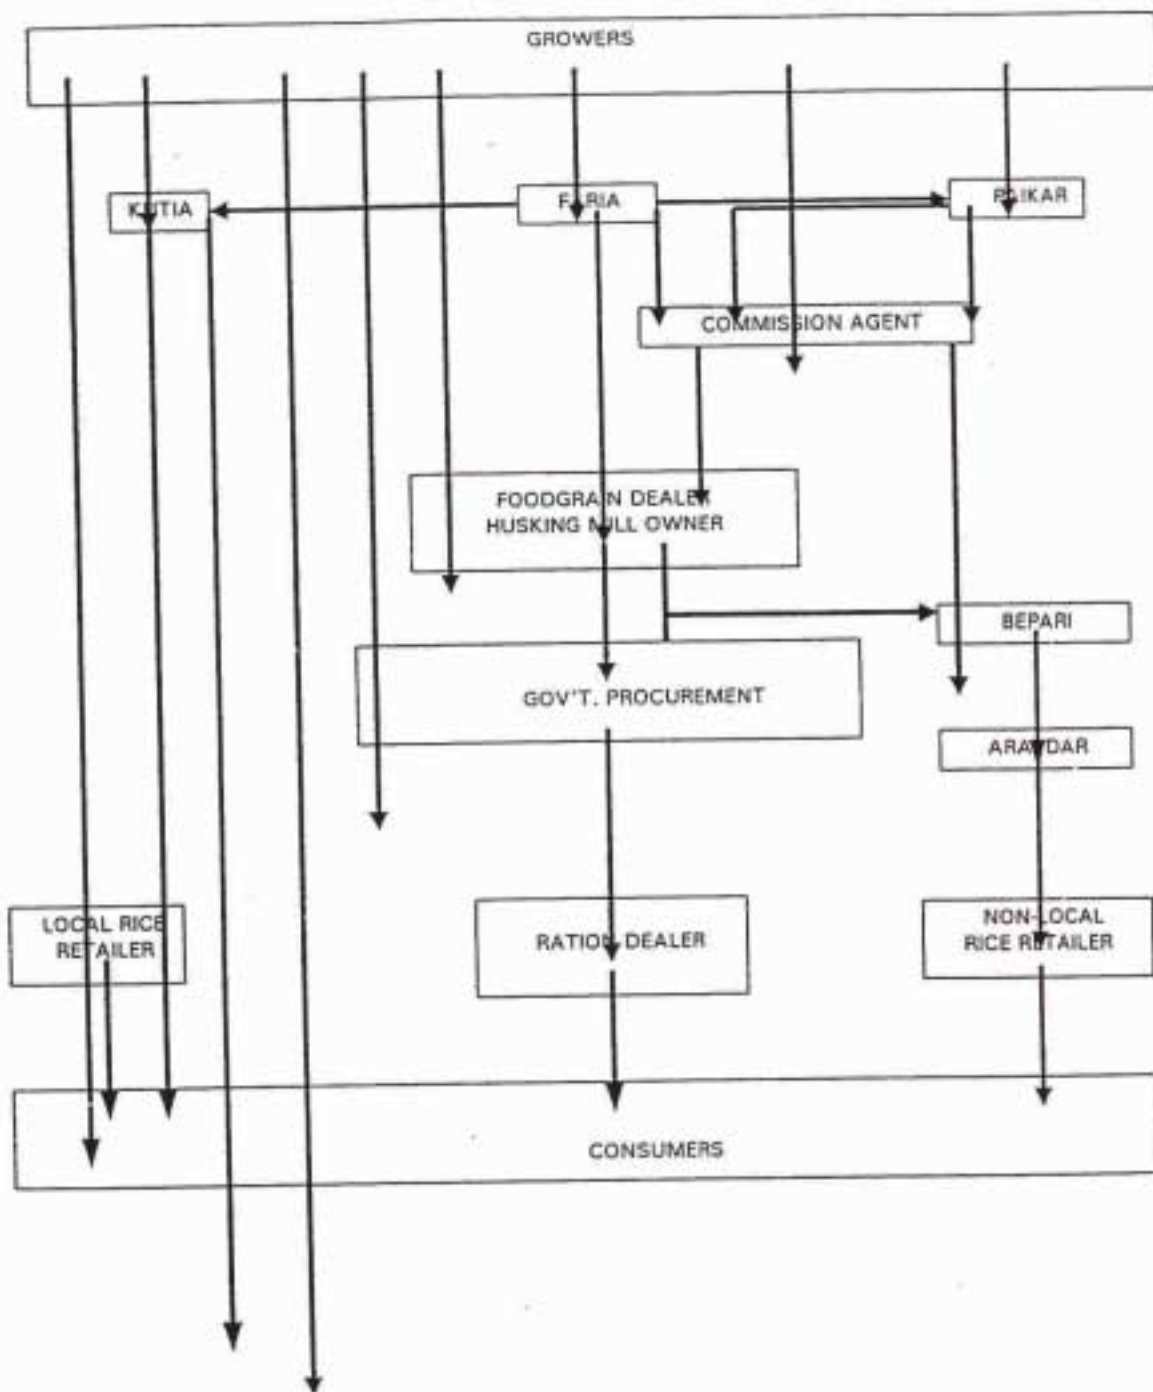 GROWERS
KUTIA
FARIA
PAIKAR
COMMISSION AGENT
FOODGRAIN DEALER
HUSKING MILL OWNER
BEPARI
GOV'T. PROCUREMENT
ARATDAR
LOCAL RICE
RETAILER
RATION DEALER
NON-LOCAL
RICE RETAILER
CONSUMERS